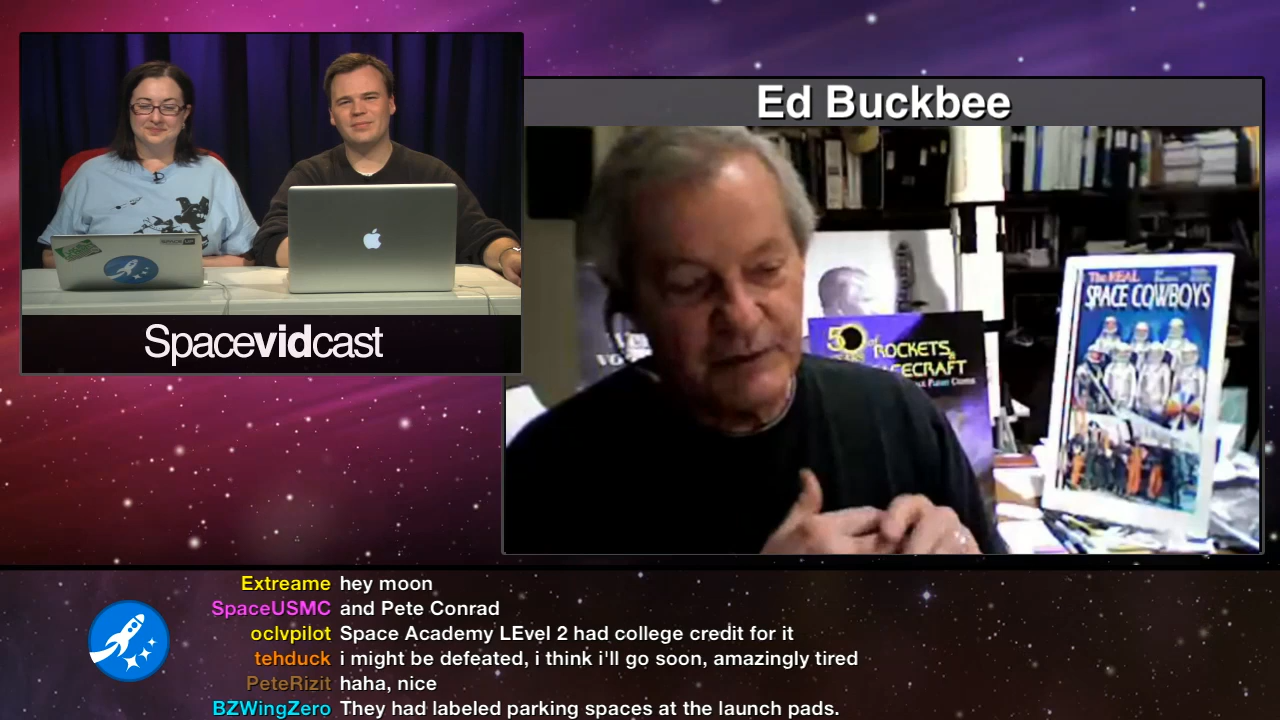 Ed Buckbee
The REAL
SPACE COWBOYS
50
of
ROCKETS
Spacevidcast
Extreame hey moon
SpaceUSMC and Pete Conrad
oclvpilot Space Academy LEvel 2 had college credit for it
tehduck i might be defeated, i think i'll go soon, amazingly tired
PeteRizit haha, nice
BZWingZero They had labeled parking spaces at the launch pads.